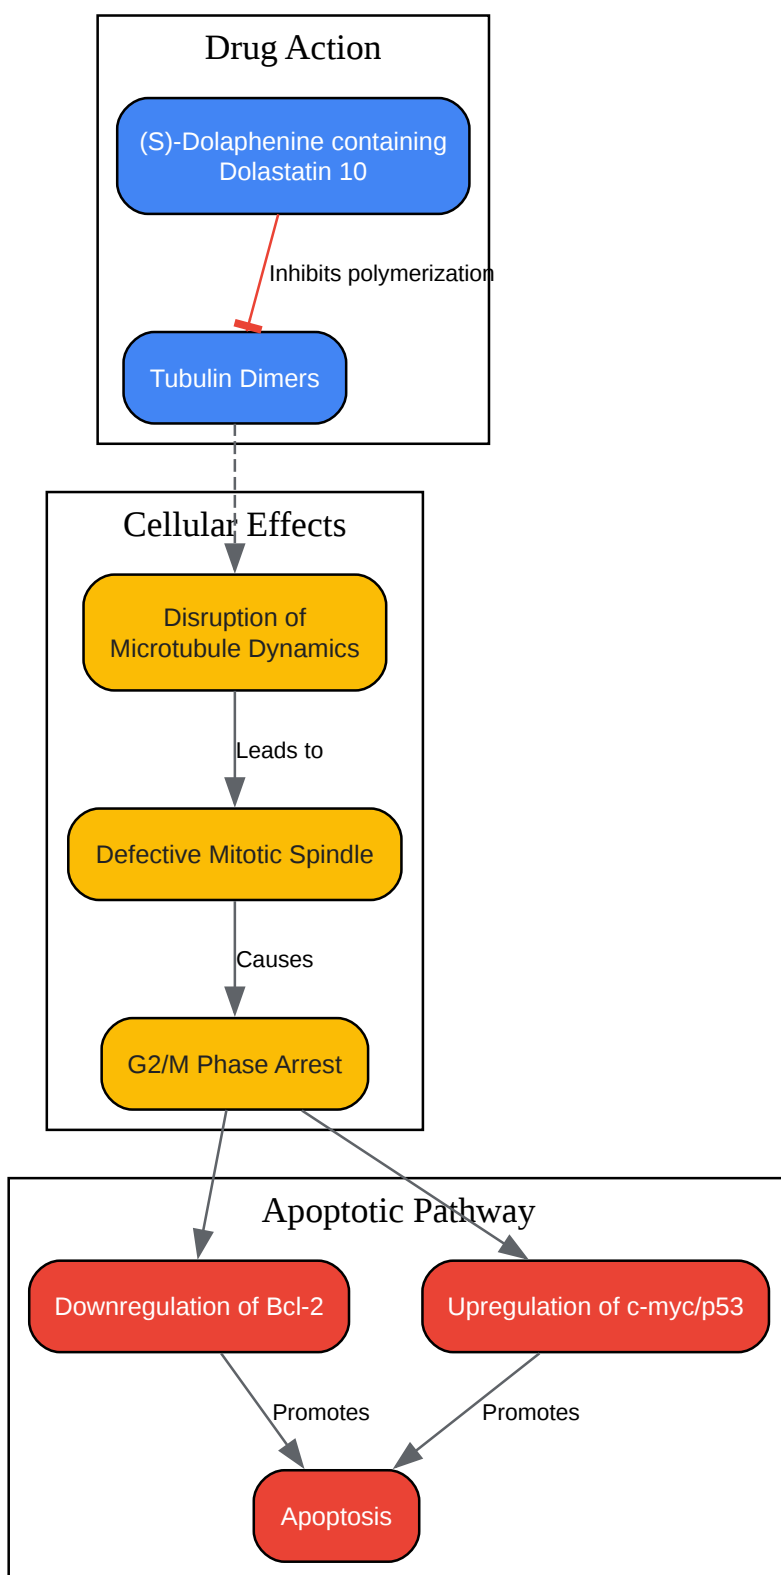 Drug Action
(S)-Dolaphenine containing
Dolastatin 10
Inhibits polymerization
Tubulin Dimers
Cellular Effects
Disruption of
Microtubule Dynamics
Leads to
Defective Mitotic Spindle
Causes
G2/M Phase Arrest
Apoptotic Pathway
Downregulation of Bcl-2
Upregulation of c-myc/p53
Promotes
Promotes
Apoptosis